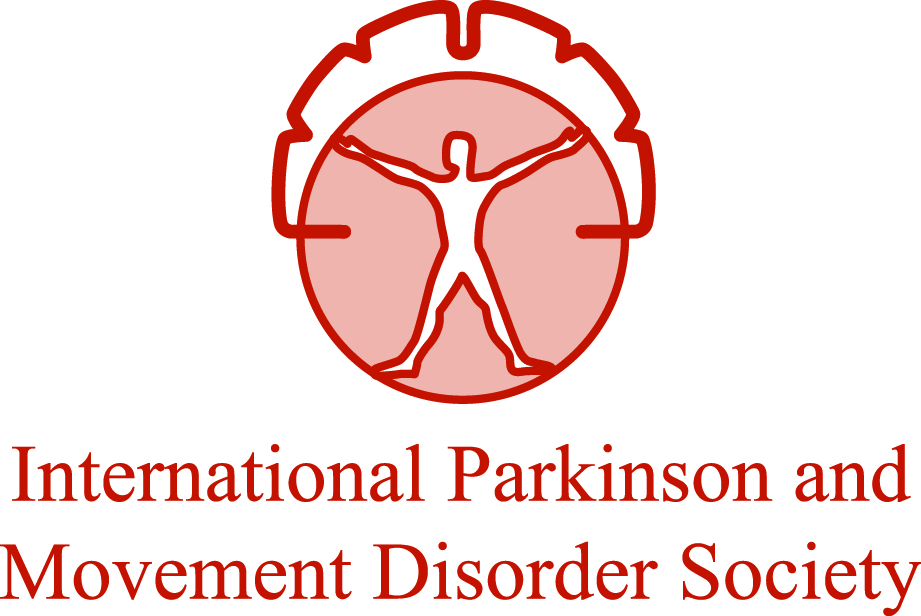 International Parkinson and
Movement Disorder Society